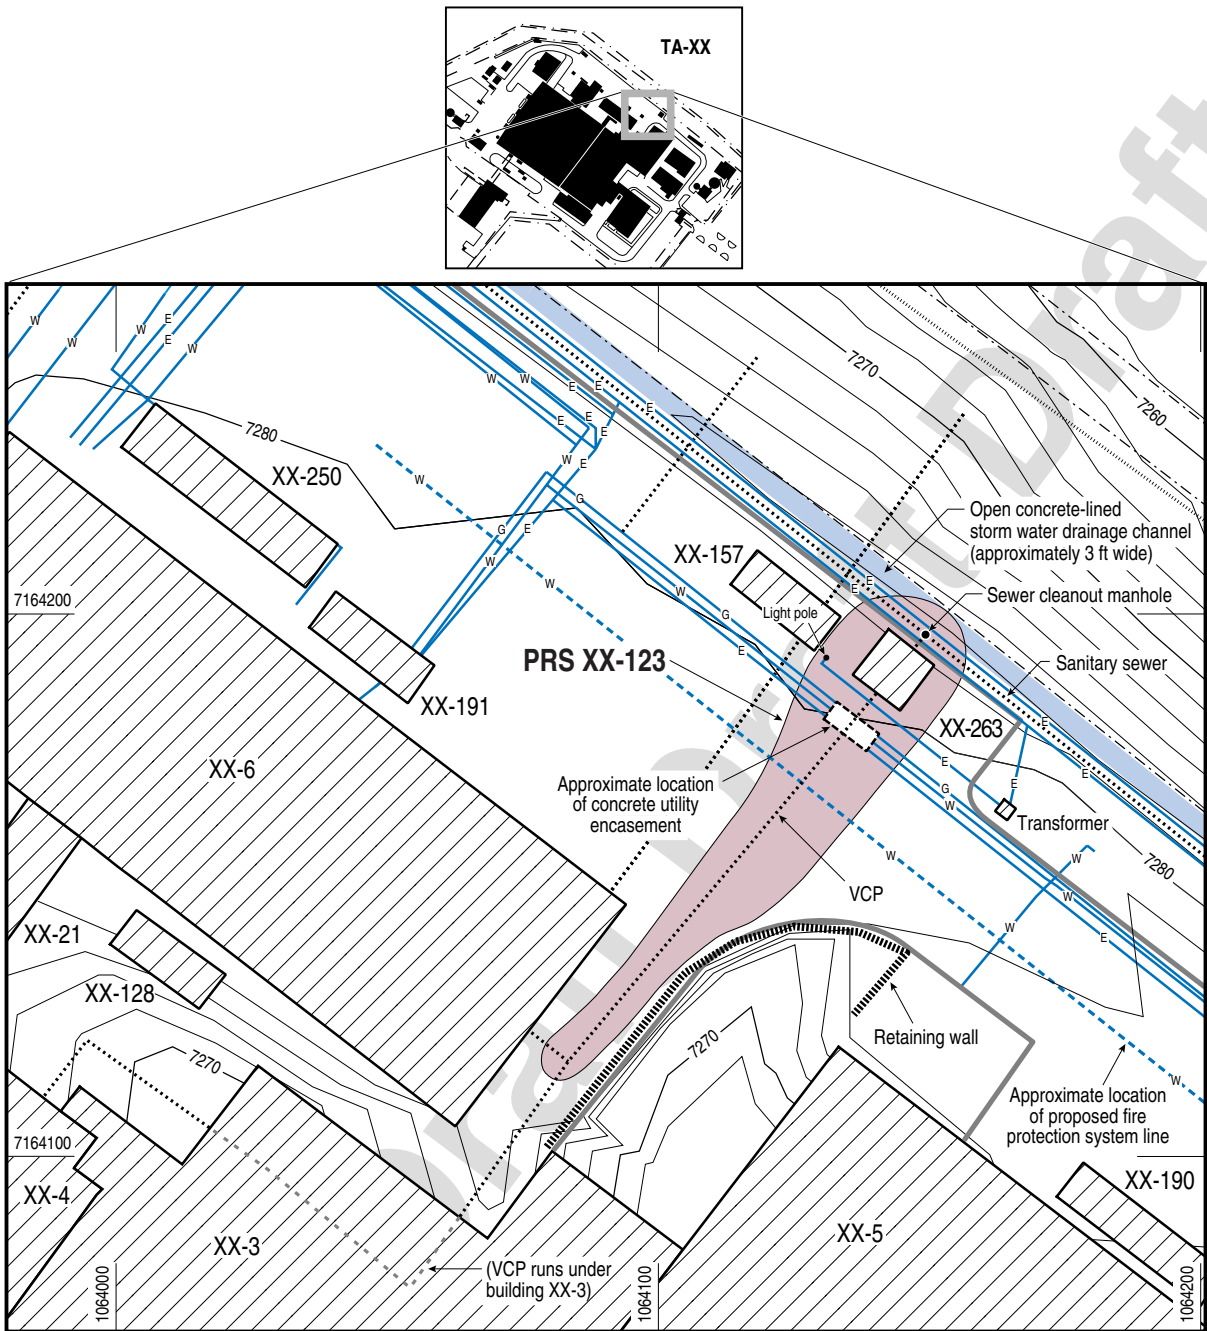 TA-XX
Draft Draft Draft
W
W
W
E
E
W
7280
XX-250
W
W
E
E
E
E
E
W
E
W
G
G
E
W
W
7270
7260
Open concrete-lined
storm water drainage channel
(approximately 3 ft wide)
XX-157
E
E
7164200
Sewer cleanout manhole
W
G
E
Light pole
PRS XX-123
Sanitary sewer
XX-191
XX-263
E
E
XX-6
E
G
W
E
Approximate location
of concrete utility
encasement
Transformer
W
W
7280
VCP
W
E
W
XX-21
XX-128
Retaining wall
7270
7270
W
Approximate location
of proposed fire
protection system line
7164100
XX-4
XX-3
XX-5
XX-190
(VCP runs under
building XX-3)
1064000
1064100
1064200